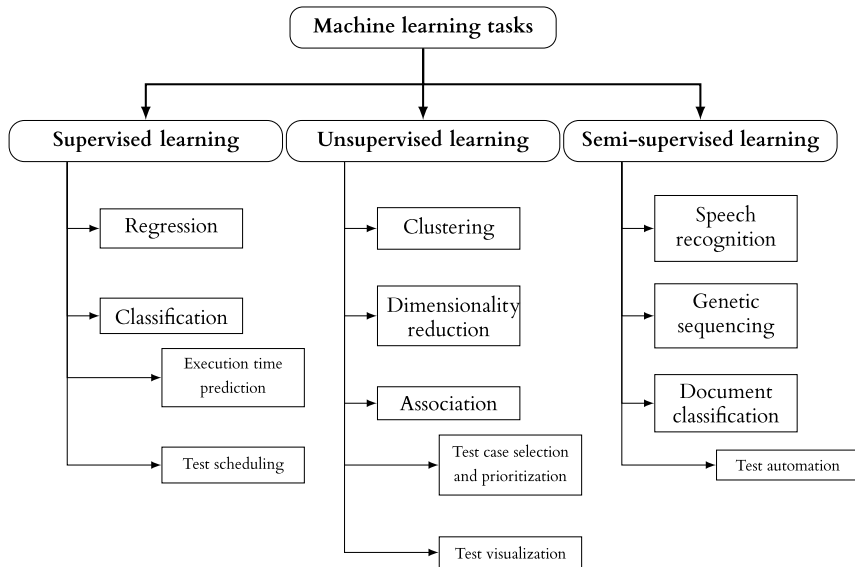 Machine learning tasks
Supervised learning
Unsupervised learning
Semi-supervised learning
Regression
Classification
Execution time
prediction
Test scheduling
Clustering
Dimensionality
reduction
Association
Test case selection
and prioritization
Test visualization
Speech
recognition
Genetic
sequencing
Document
classification
Test automation